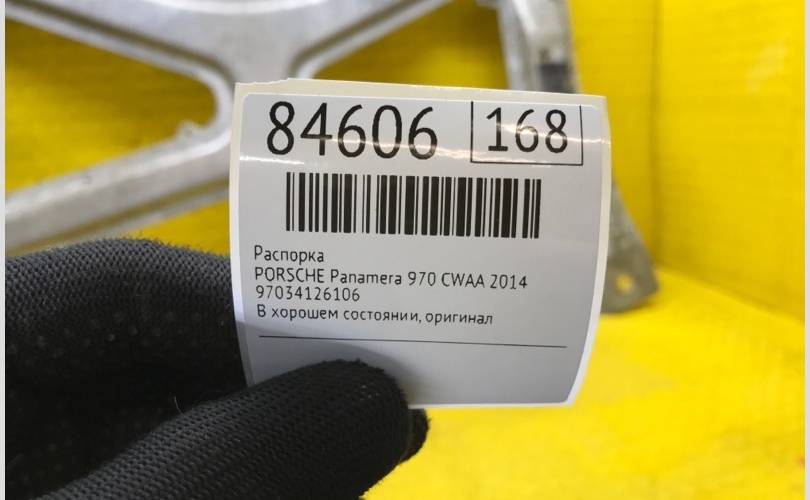 84606 168
Распорка
PORSCHE Panamera 970 CWAA 2014
97034126106
В хорошем состоянии, оригинал